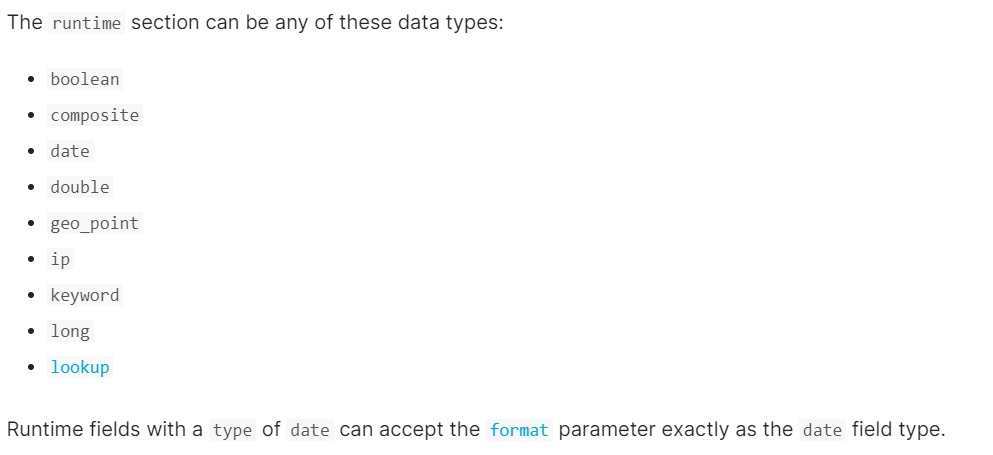 The runtime section can be any of these data types:
• boolean
• composite
• date
• double
• geo_point
• ip
• keyword
• long
• lookup
Runtime fields with a type of date can accept the format parameter exactly as the date field type.